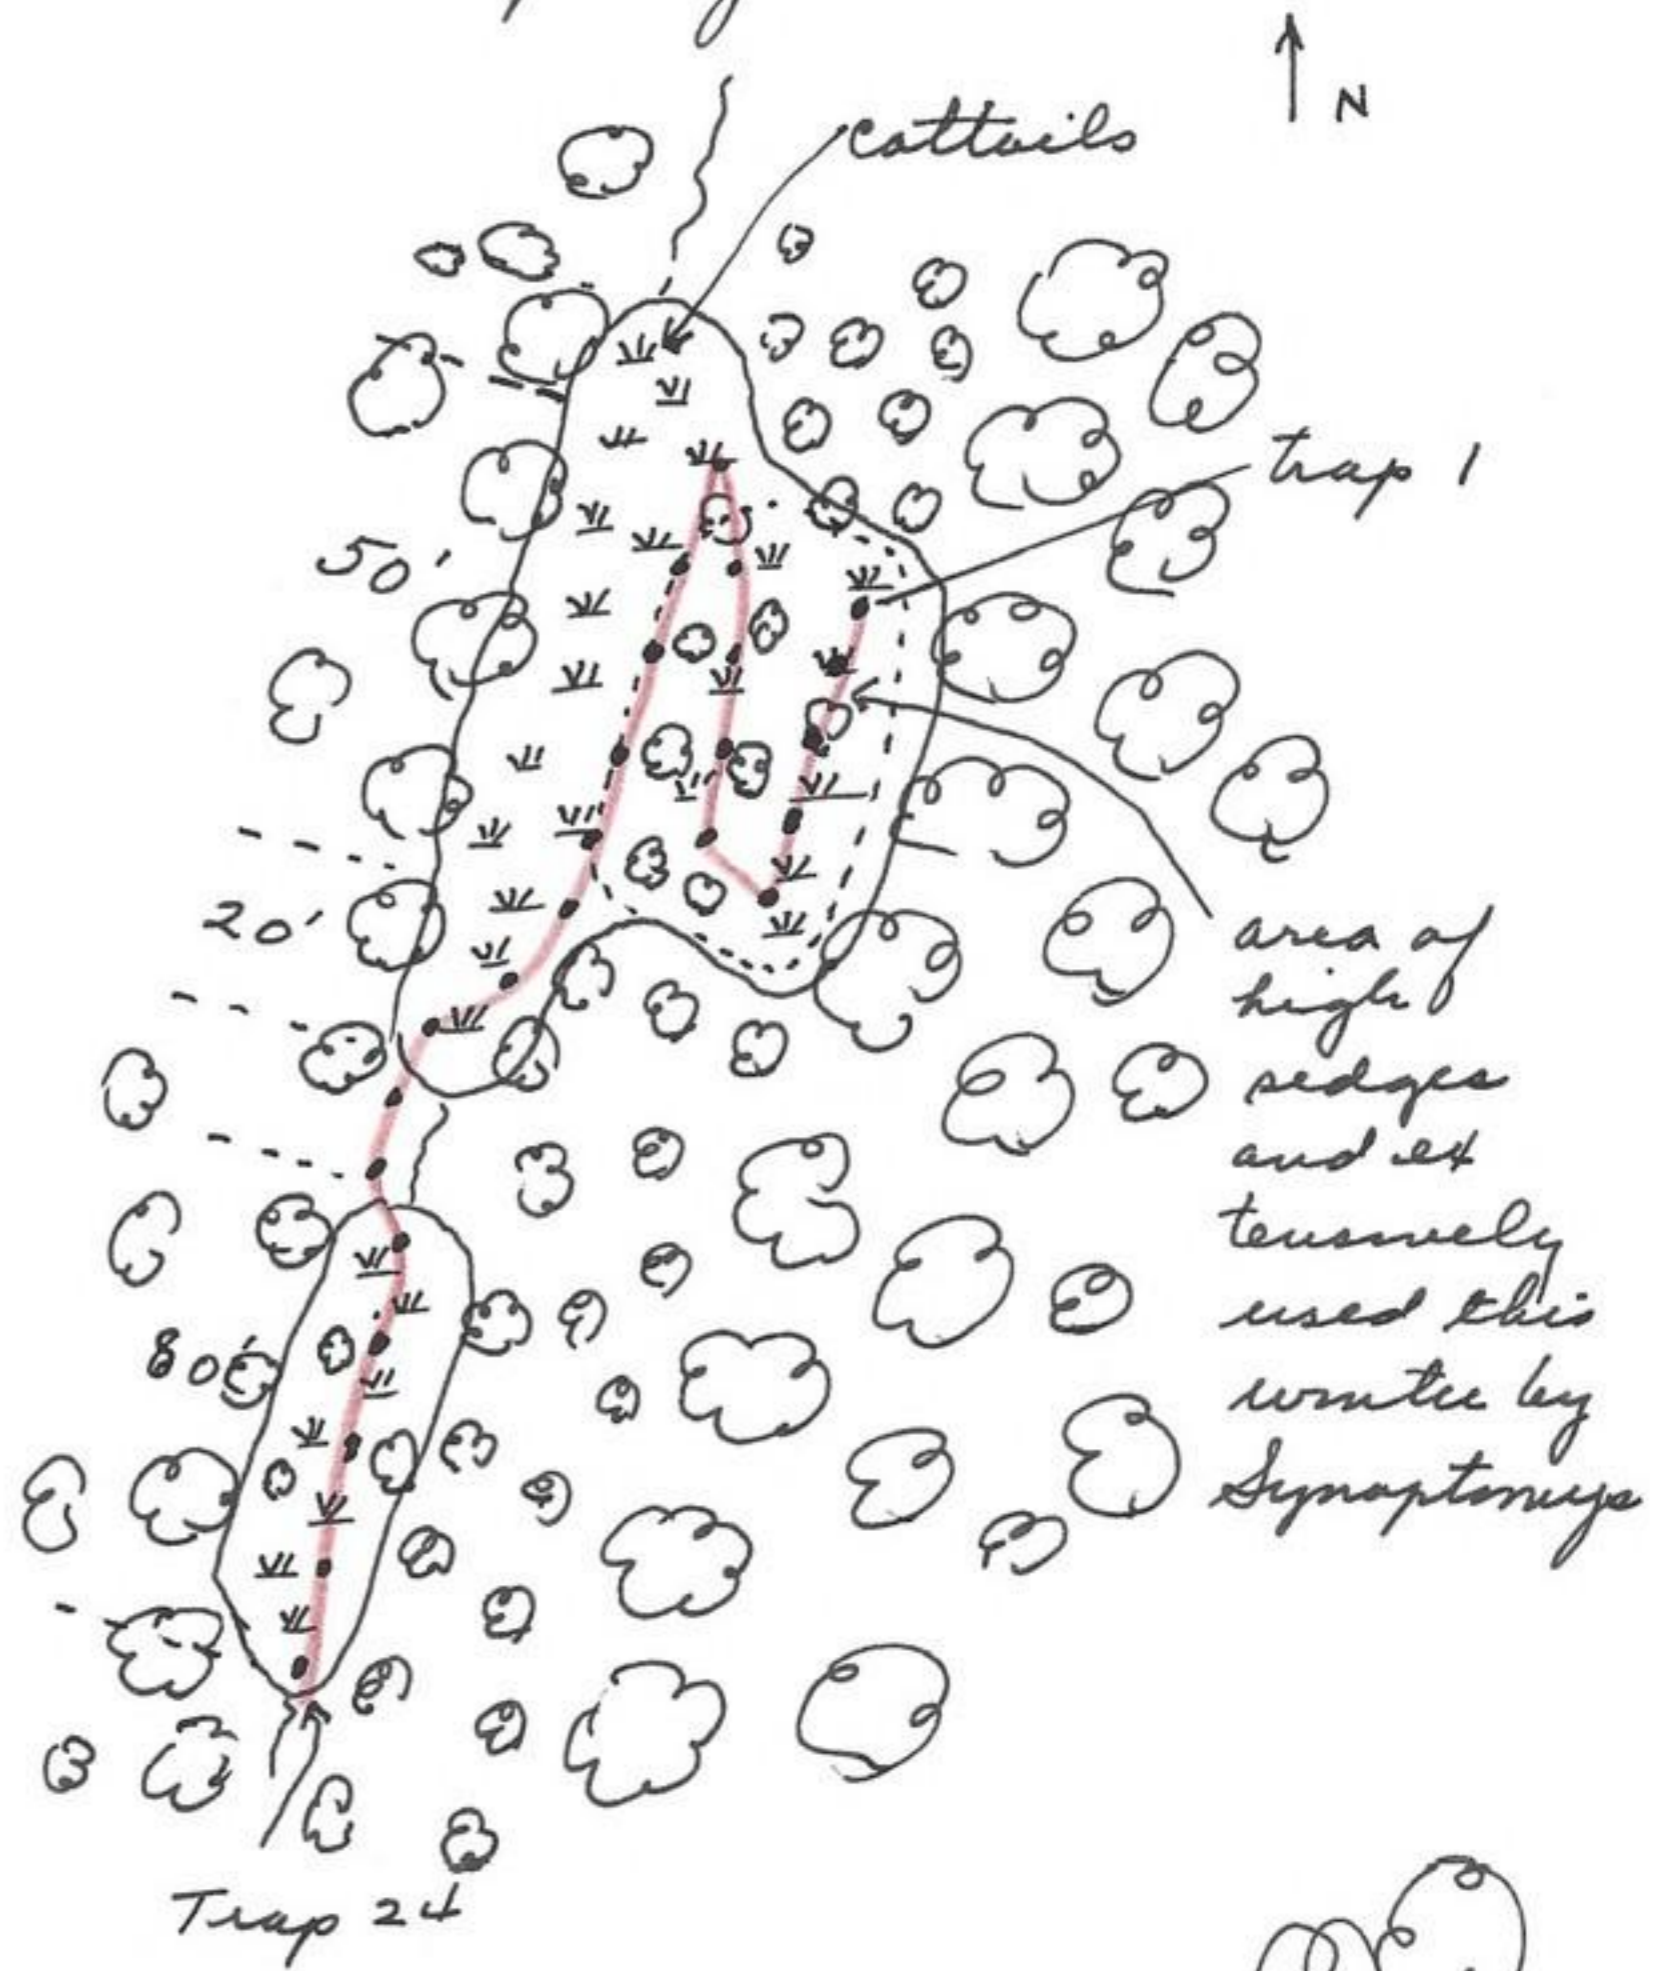 N
cattails
trap 1
50'
20'
area of
high
sedges
and ex
tensively
used this
winter by
Synaptomys
80'
Trap 24